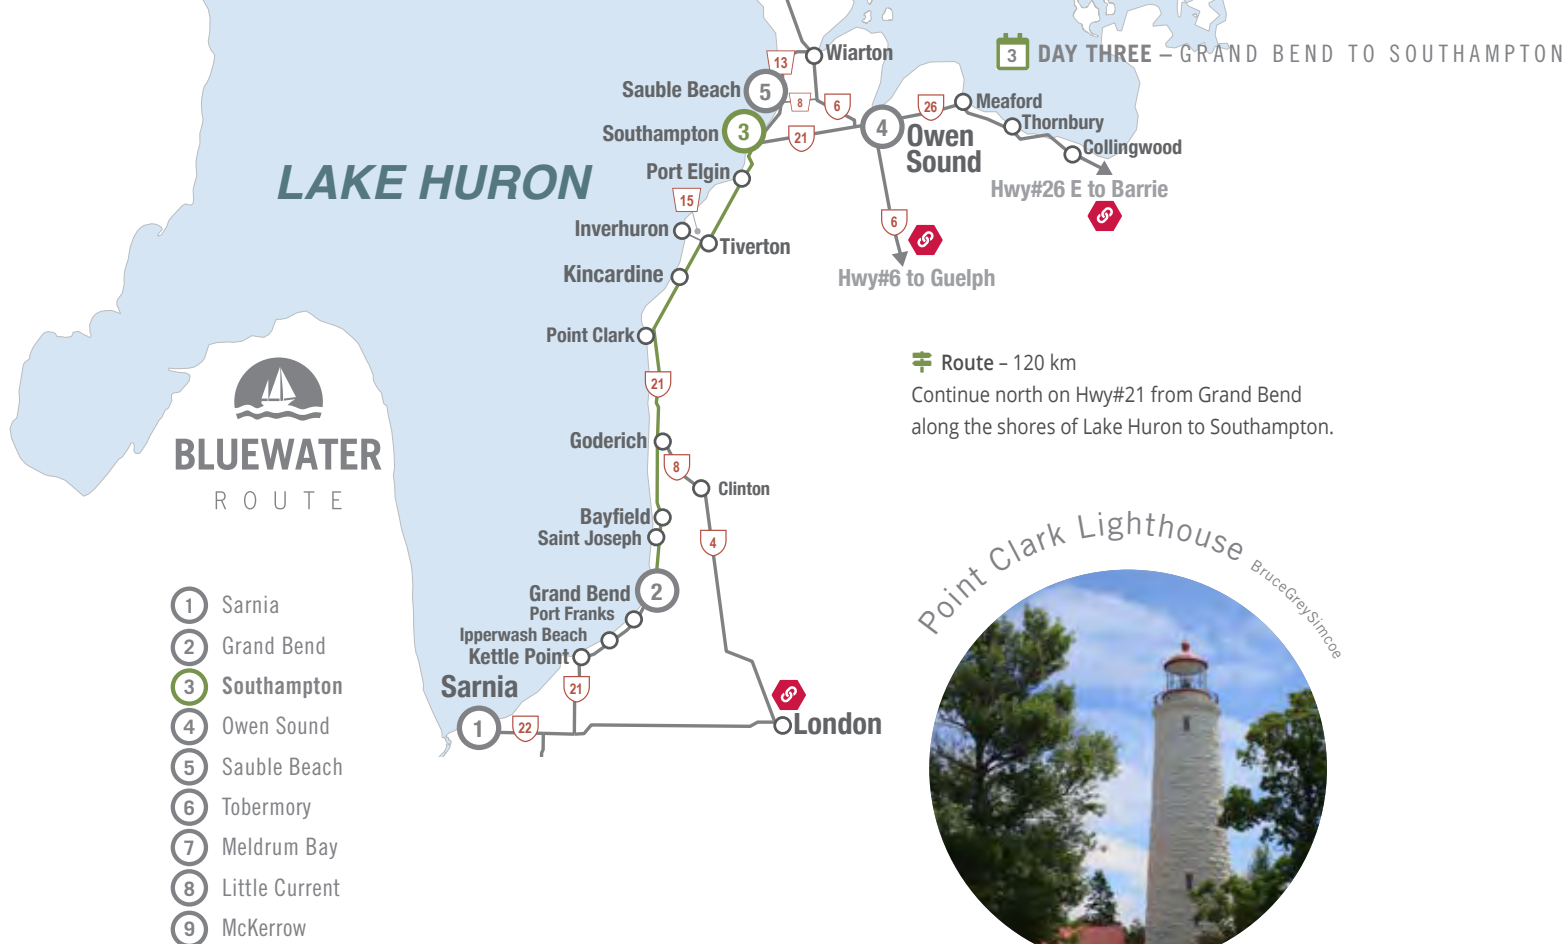 3 DAY THREE – GRAND BEND TO SOUTHAMPTON
Wiarton
13
Sauble Beach
5
8
6
26
Meaford
Southampton
3
21
4
Owen
Sound
Thornbury
Collingwood
LAKE HURON
Port Elgin
Hwy#26 E to Barrie
15
Inverhuron
6
Tiverton
Kincardine
Hwy#6 to Guelph
Point Clark
Route – 120 km
Continue north on Hwy#21 from Grand Bend
along the shores of Lake Huron to Southampton.
21
BLUEWATER
ROUTE
Goderich
8
Clinton
Bayfield
Saint Joseph
4
Grand Bend
2
Port Franks
Ipperwash Beach
Kettle Point
Sarnia
21
1
22
London
Point Clark Lighthouse
BruceGreySimcoe
1 Sarnia
2 Grand Bend
3 Southampton
4 Owen Sound
5 Sauble Beach
6 Tobermory
7 Meldrum Bay
8 Little Current
9 McKerrow